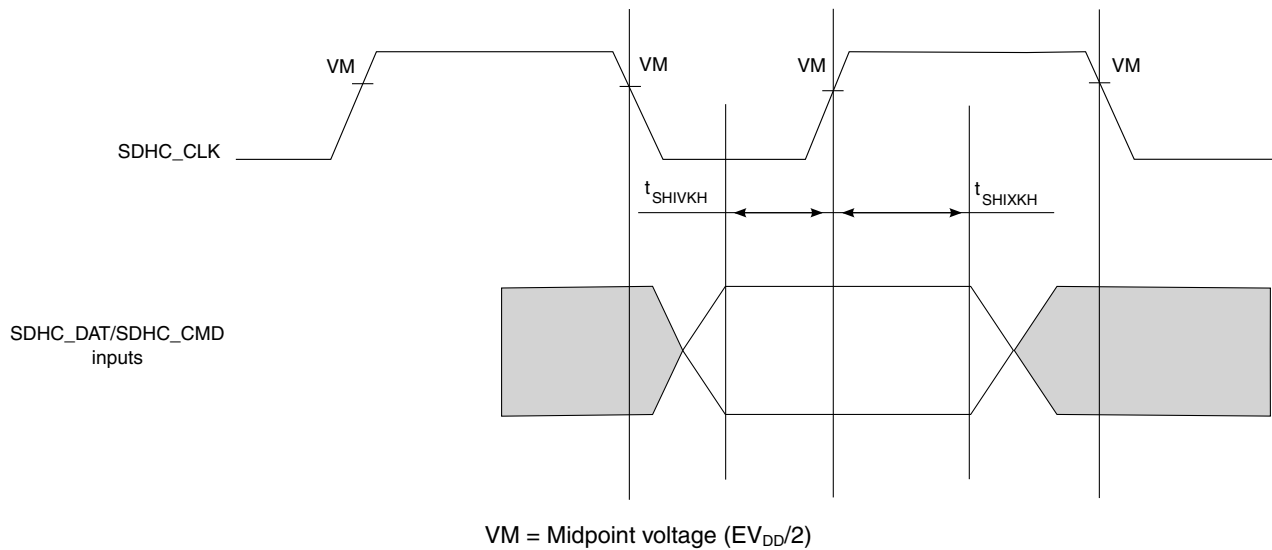 VM
VM
VM
VM
SDHC_CLK
tSHIVKH
tSHIXKH
SDHC_DAT/SDHC_CMD
inputs
VM = Midpoint voltage (EVDD/2)